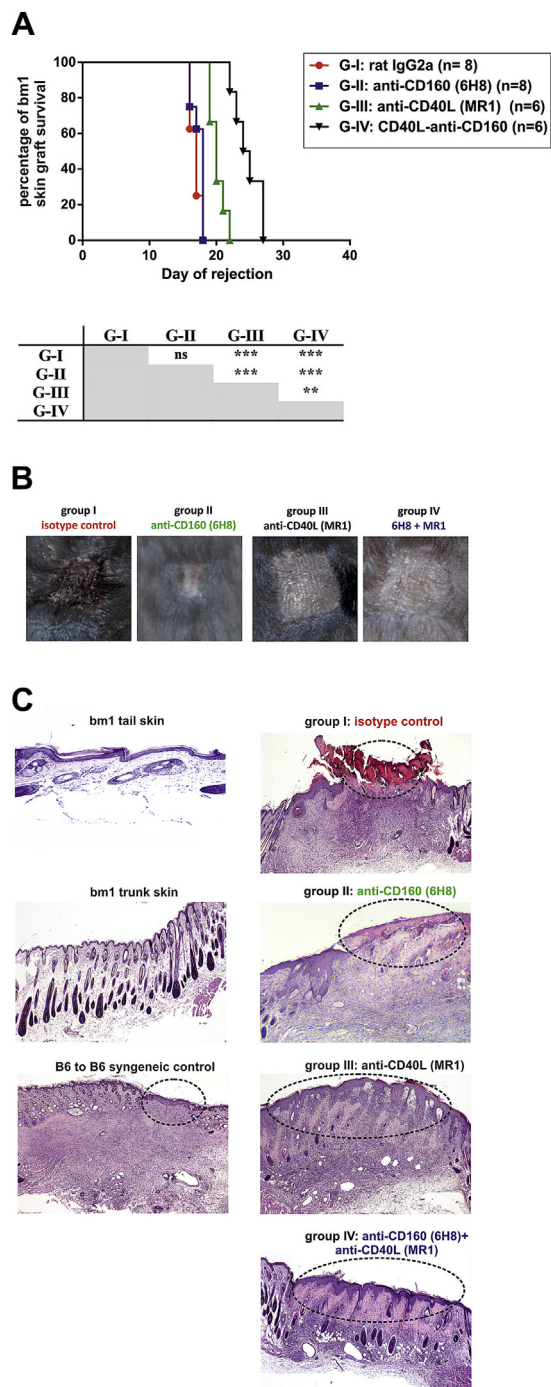 A
percentage of bm1
skin graft survival
100
80
60
40
20
0
0
10
20
30
40
Day of rejection
G-I: rat IgG2a (n= 8)
G-II: anti-CD160 (6H8) (n=8)
G-III: anti-CD40L (MR1) (n=6)
G-IV: CD40L-anti-CD160 (n=6)
G-I G-II G-III G-IV
G-I ns *** ***
G-II *** ***
G-III **
G-IV
B
group I
isotype control
group II
anti-CD160 (6H8)
group III
anti-CD40L (MR1)
group IV
6H8 + MR1
C
bm1 tail skin
group I: isotype control
bm1 trunk skin
group II: anti-CD160 (6H8)
B6 to B6 syngeneic control
group III: anti-CD40L (MR1)
group IV: anti-CD160 (6H8)+
anti-CD40L (MR1)